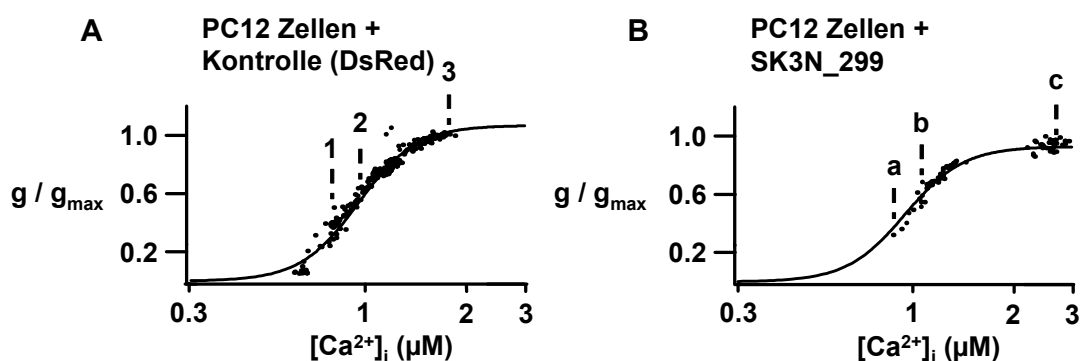 A
PC12 Zellen +
Kontrolle (DsRed)
3
2
1
1.0
0.6
0.2
g / gmax
0.3
1
2
3
[Ca2+]i (µM)
B
PC12 Zellen +
SK3N_299
c
b
a
1.0
0.6
0.2
g / gmax
0.3
1
2
3
[Ca2+]i (µM)